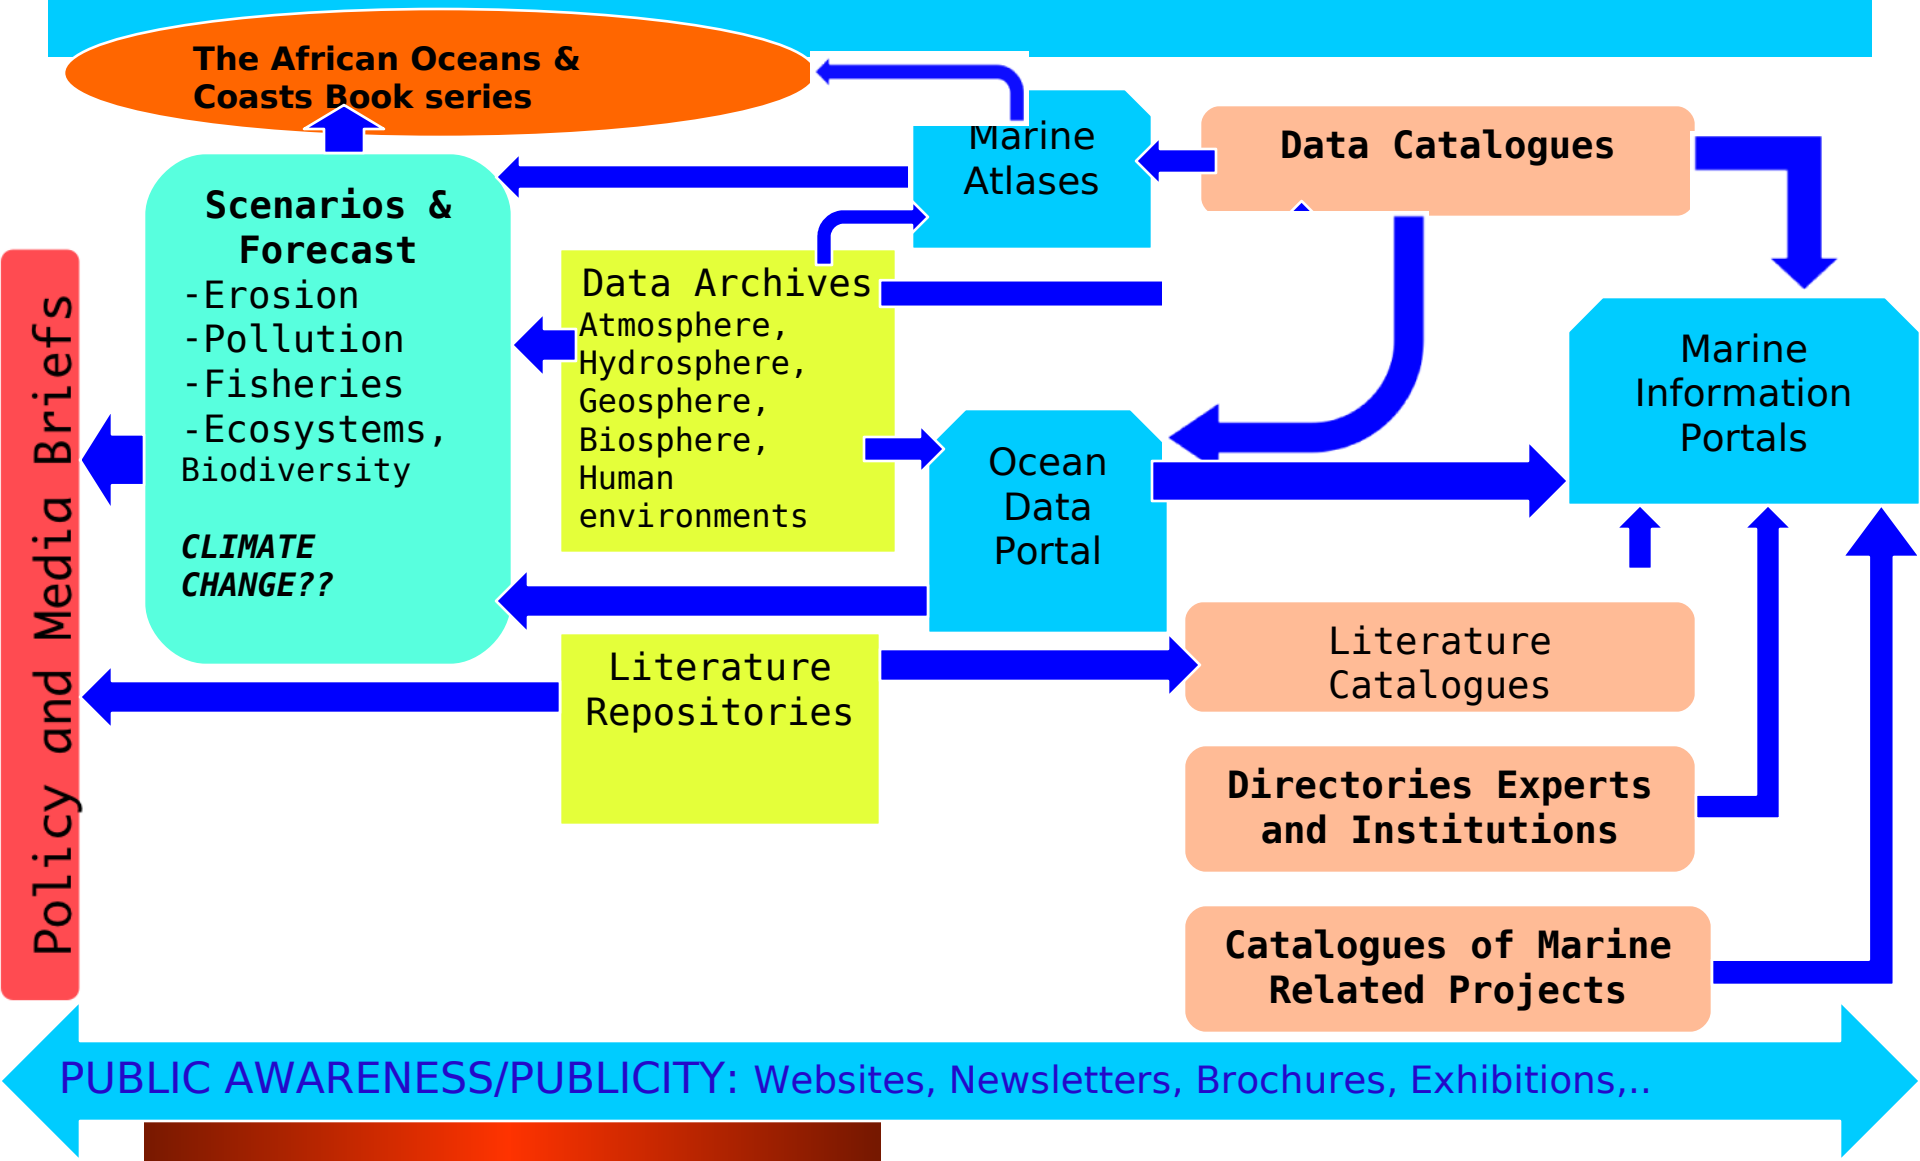 The African Oceans &
Coasts Book series
Marine
Atlases
Data Catalogues
Scenarios &
Forecast
-Erosion
-Pollution
-Fisheries
-Ecosystems,
Biodiversity
CLIMATE
CHANGE??
Data Archives
Atmosphere,
Hydrosphere,
Geosphere,
Biosphere,
Human
environments
Marine
Information
Portals
Ocean
Data
Portal
Policy and Media Briefs
Literature
Repositories
Literature
Catalogues
Directories Experts
and Institutions
Catalogues of Marine
Related Projects
PUBLIC AWARENESS/PUBLICITY: Websites, Newsletters, Brochures, Exhibitions,..